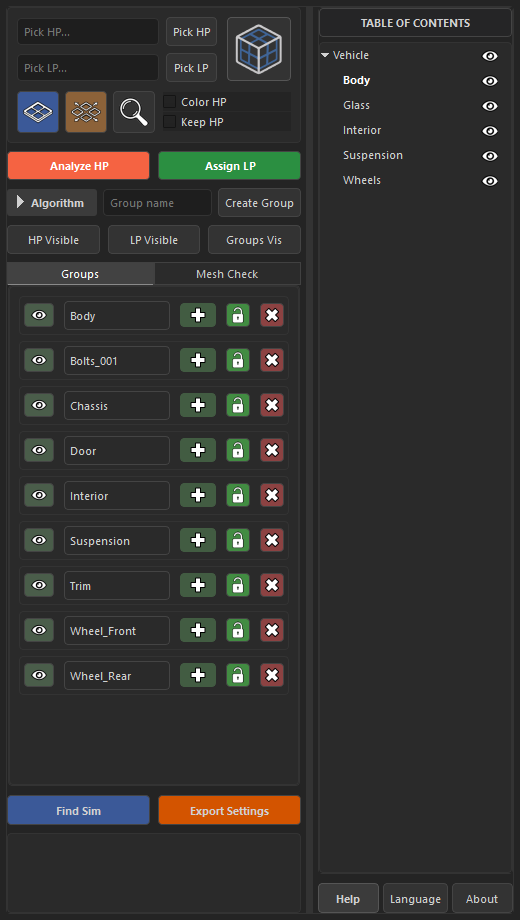 Pick HP...
Pick HP
Pick LP...
Pick LP
Color HP
Keep HP
Analyze HP
Assign LP
Algorithm
Group name
Create Group
HP Visible
LP Visible
Groups Vis
Groups
Mesh Check
Body
Bolts_001
Chassis
Door
Interior
Suspension
Trim
Wheel_Front
Wheel_Rear
Find Sim
Export Settings
TABLE OF CONTENTS
Vehicle
Body
Glass
Interior
Suspension
Wheels
Help
Language
About